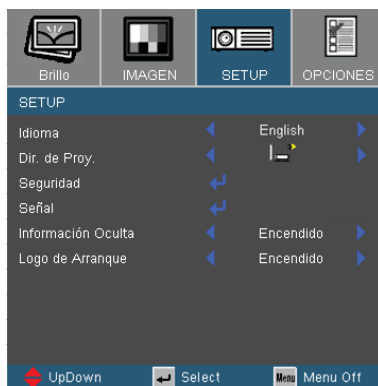 Brillo IMAGEN SETUP OPCIONES
SETUP
Idioma English
Dir. de Proy.
Seguridad
Señal
Información Oculta Encendido
Logo de Arranque Encendido
UpDown Select Menu Menu Off